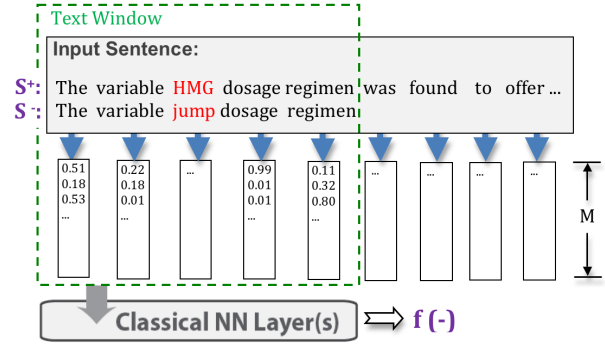 Text Window
Input Sentence:
S+: The variable HMG dosage regimen was found to offer ...
S-: The variable jump dosage regimen
0.51 0.22 ... 0.99 0.11 ... ... ... ...
0.18 0.18 0.01 0.32
0.53 0.01 0.01 0.80
... ... ... ...
M
Classical NN Layer(s) f (-)